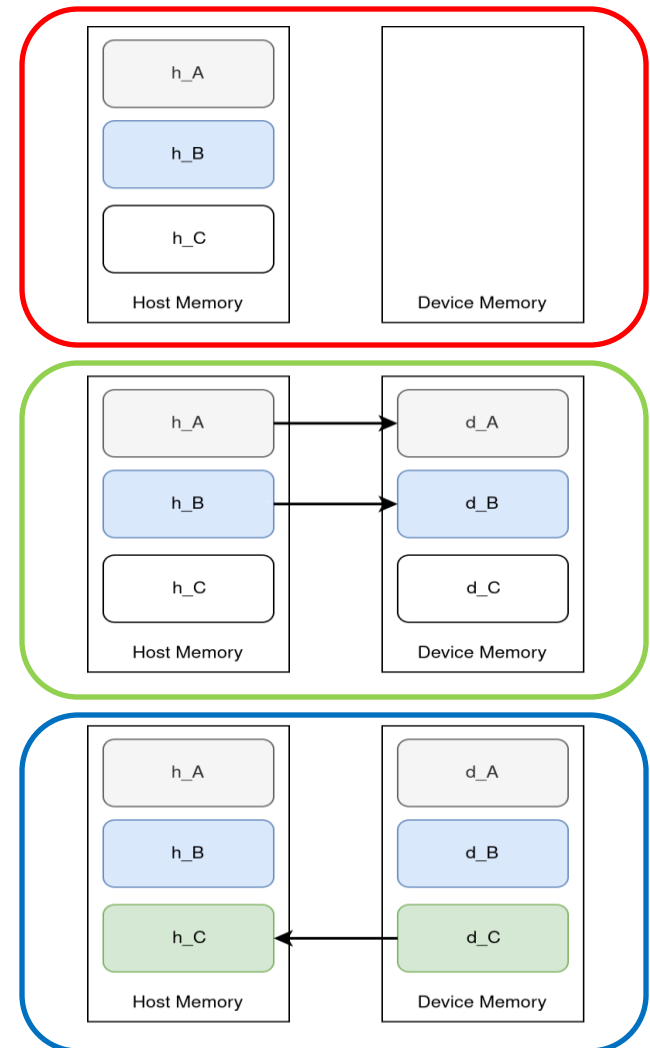 h_A
h_B
h_C
Host Memory
Device Memory
h_A
d_A
h_B
d_B
h_C
d_C
Host Memory
Device Memory
h_A
d_A
h_B
d_B
h_C
d_C
Host Memory
Device Memory